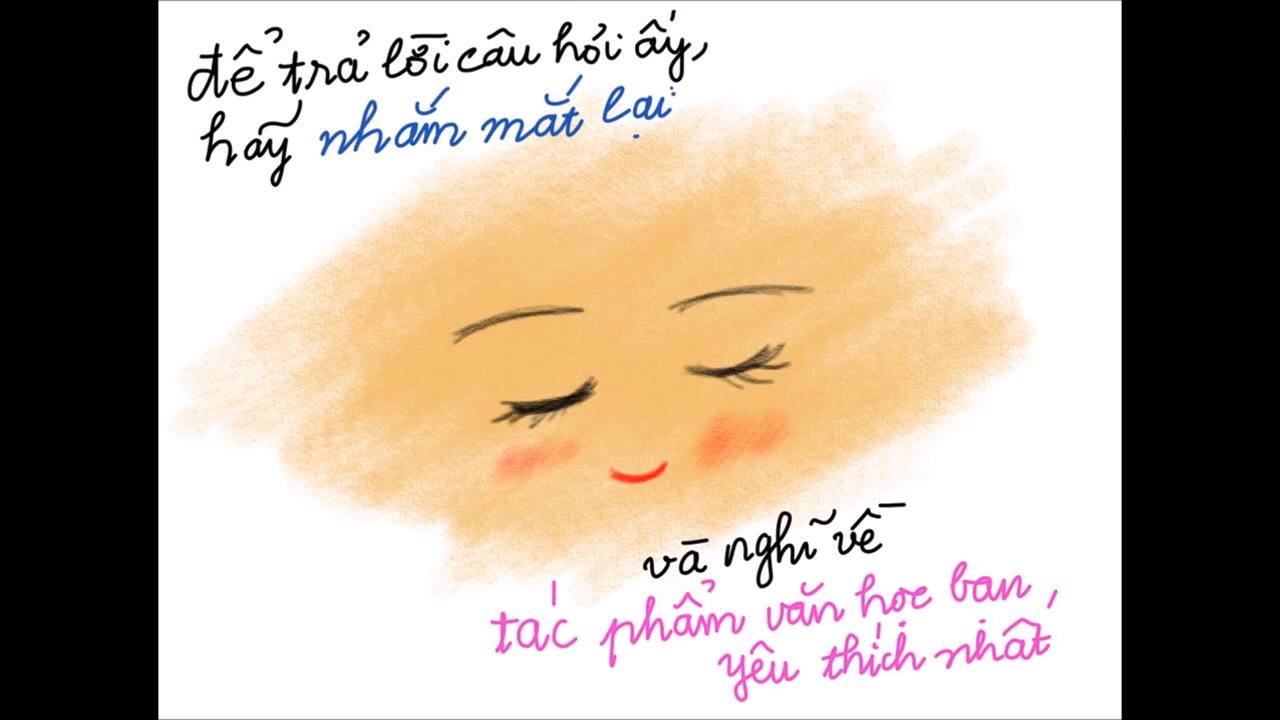 để trả lời câu hỏi ấy,
hãy nhắm mắt lại
và nghĩ về
tác phẩm văn học bạn
yêu thích nhất